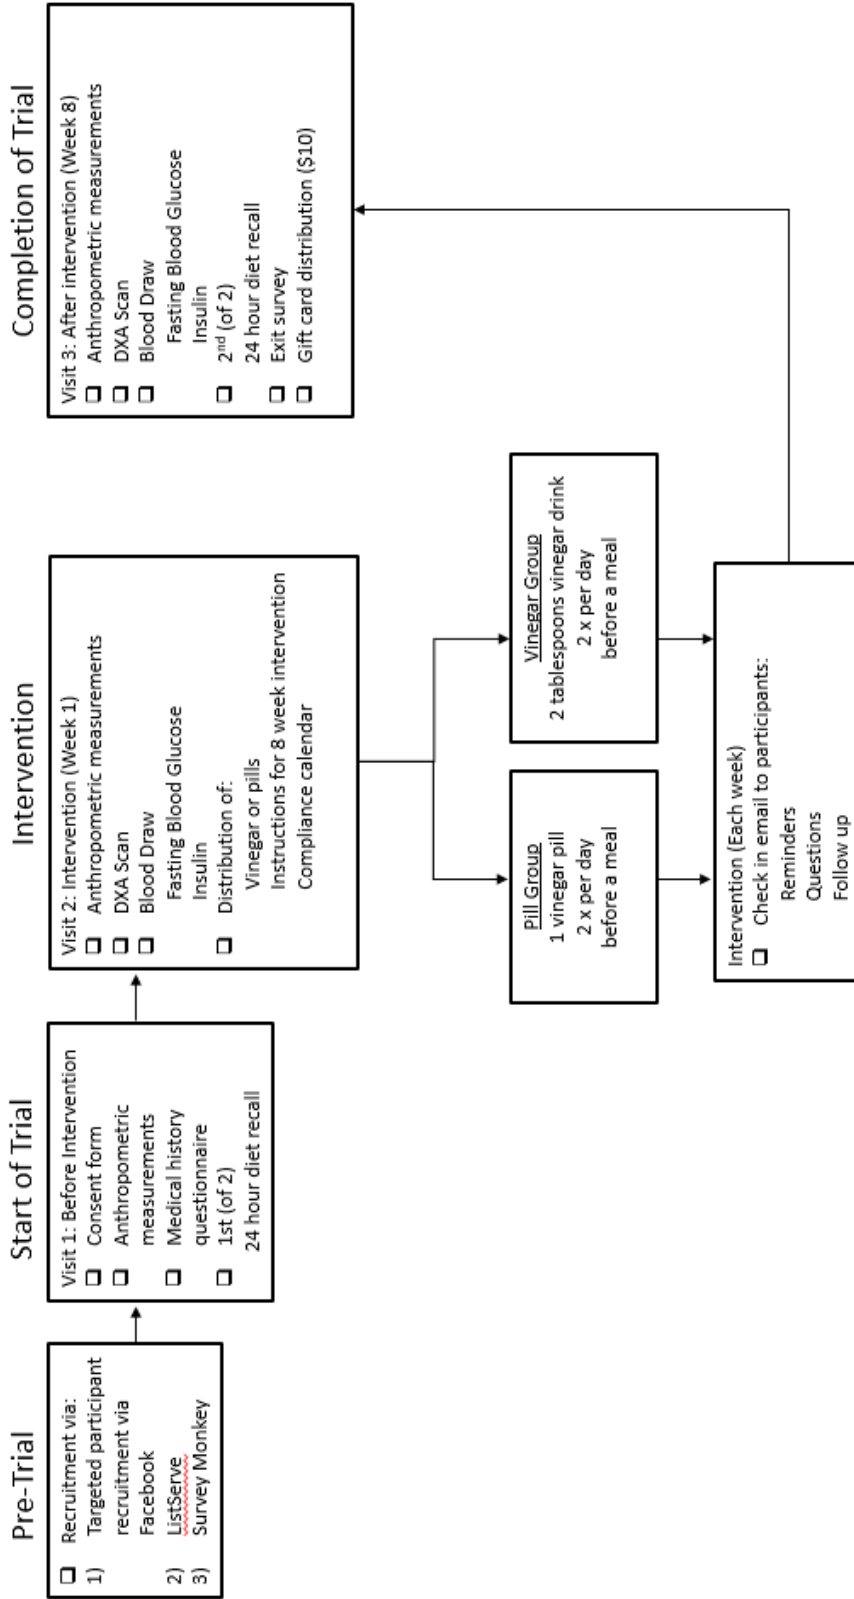 Pre-Trial
❑ Recruitment via:
1) Targeted participant
recruitment via
Facebook
2) ListServe
3) Survey Monkey
Start of Trial
Visit 1: Before Intervention
❑ Consent form
❑ Anthropometric
measurements
❑ Medical history
questionnaire
❑ 1st (of 2)
24 hour diet recall
Intervention
Visit 2: Intervention (Week 1)
❑ Anthropometric measurements
❑ DXA Scan
❑ Blood Draw
Fasting Blood Glucose
Insulin
❑ Distribution of:
Vinegar or pills
Instructions for 8 week intervention
Compliance calendar
Pill Group
1 vinegar pill
2 x per day
before a meal
Vinegar Group
2 tablespoons vinegar drink
2 x per day
before a meal
Intervention (Each week)
❑ Check in email to participants:
Reminders
Questions
Follow up
Completion of Trial
Visit 3: After intervention (Week 8)
❑ Anthropometric measurements
❑ DXA Scan
❑ Blood Draw
Fasting Blood Glucose
Insulin
❑ 2nd (of 2)
24 hour diet recall
❑ Exit survey
❑ Gift card distribution ($10)